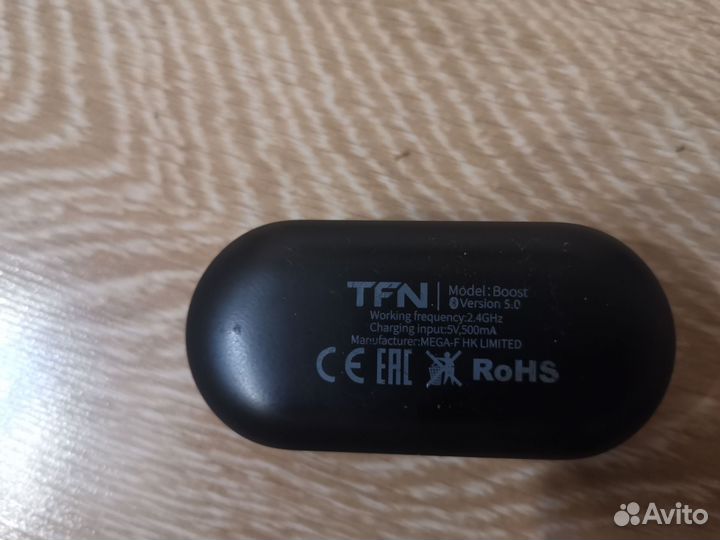 TFN
Model:Boost
Version 5.0
Working frequency:2.4GHz
Charging input:5V,500mA
Manufacturer:MEGA-F HK LIMITED
CE EAC RoHS
Avito